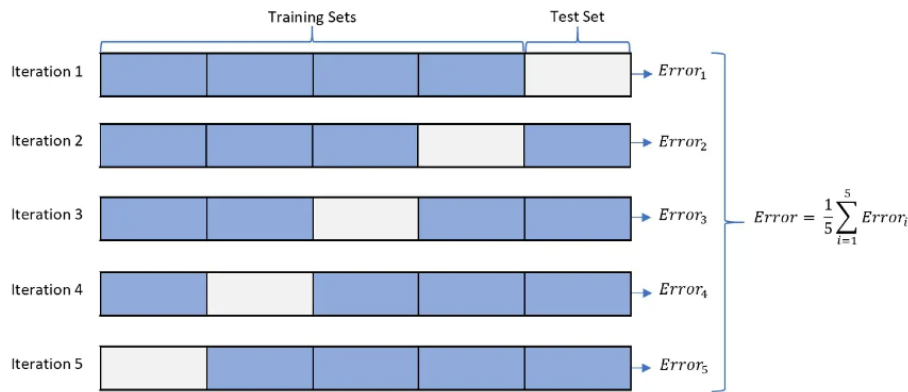 Training Sets Test Set
Iteration 1 Error₁
Iteration 2 Error₂
Iteration 3 Error₃
Error = 1/5 ∑_{i=1}^{5} Errorᵢ
Iteration 4 Error₄
Iteration 5 Error₅